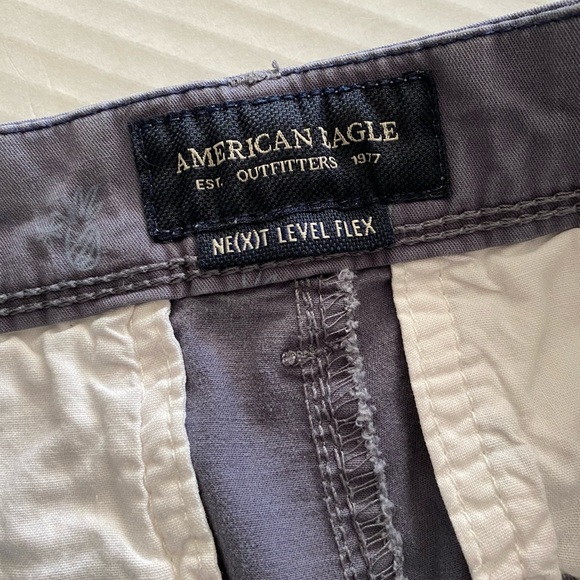 AMERICAN EAGLE
EST. OUTFITTERS 1977
NE(X)T LEVEL FLEX